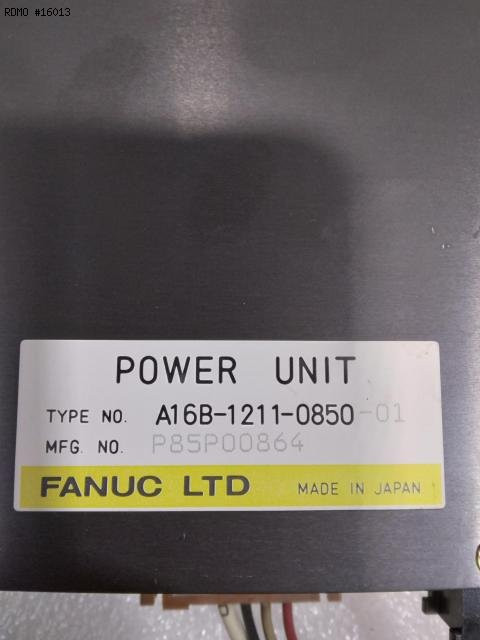 RDMO #16013
POWER UNIT
TYPE NO. A16B-1211-0850-01
MFG. NO. P85P00864
FANUC LTD MADE IN JAPAN